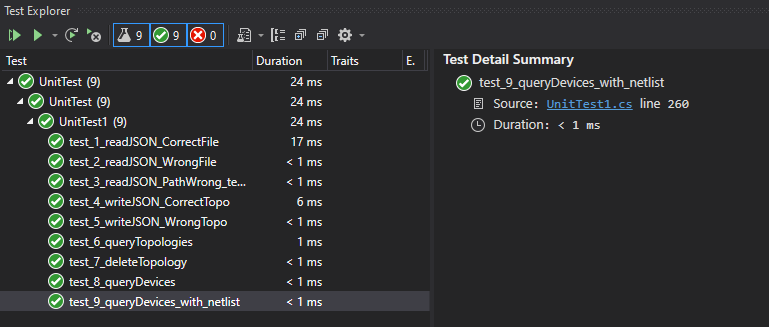 Test Explorer
9 9 0
Test Duration Traits E.
UnitTest (9) 24 ms
UnitTest (9) 24 ms
UnitTest1 (9) 24 ms
test_1_readJSON_CorrectFile 17 ms
test_2_readJSON_WrongFile < 1 ms
test_3_readJSON_PathWrong_te... < 1 ms
test_4_writeJSON_CorrectTopo 6 ms
test_5_writeJSON_WrongTopo < 1 ms
test_6_queryTopologies 1 ms
test_7_deleteTopology < 1 ms
test_8_queryDevices < 1 ms
test_9_queryDevices_with_netlist < 1 ms
Test Detail Summary
test_9_queryDevices_with_netlist
Source: UnitTest1.cs line 260
Duration: < 1 ms